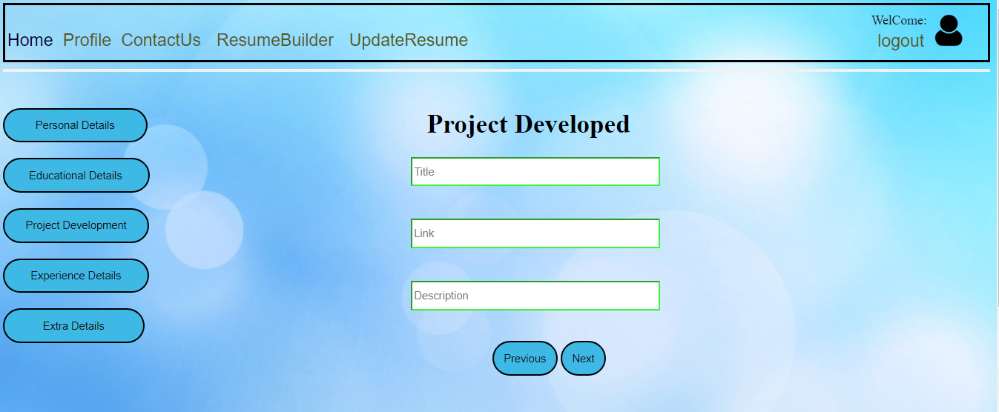 WelCome:
Home Profile ContactUs ResumeBuilder UpdateResume logout
Personal Details
Educational Details
Project Development
Experience Details
Extra Details
Project Developed
Title
Link
Description
Previous Next